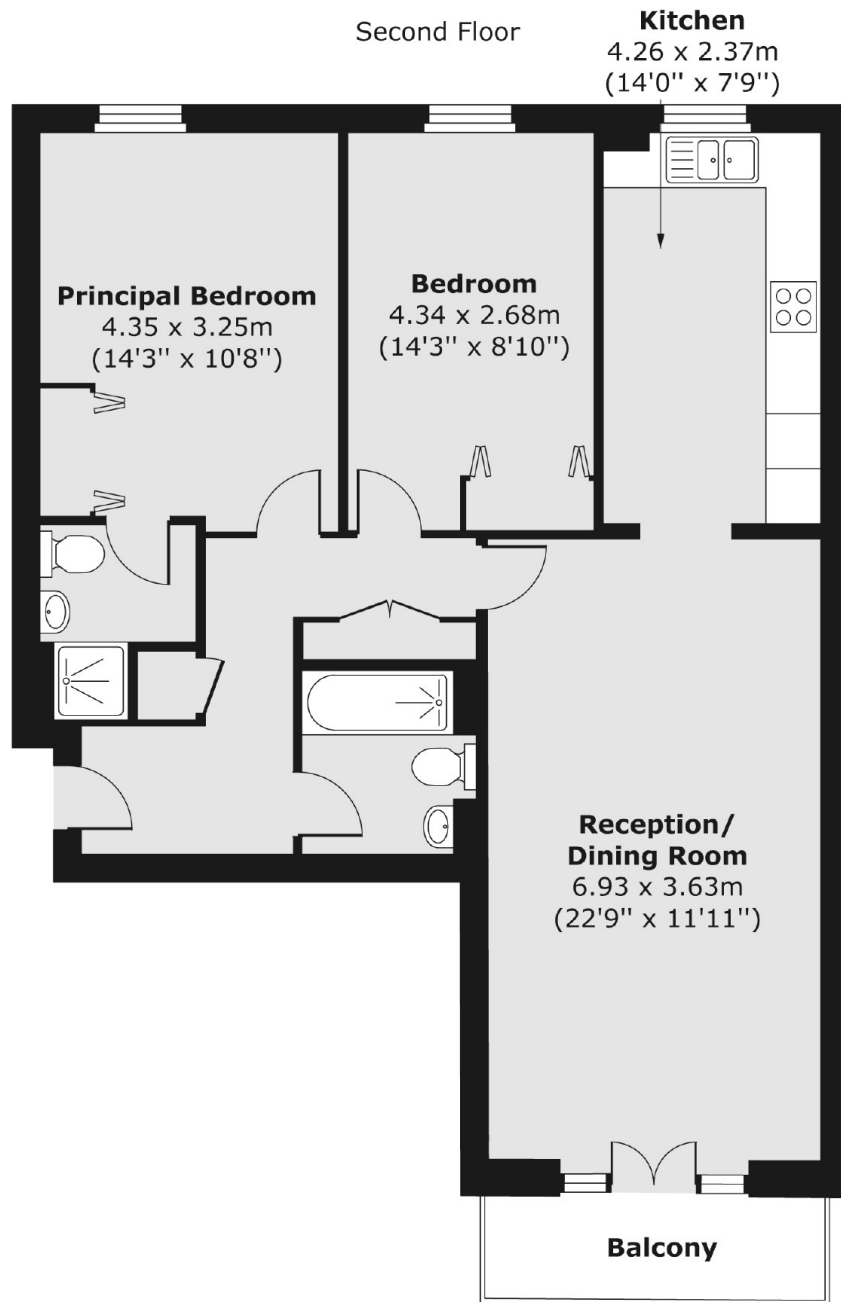 Second Floor
Kitchen
4.26 x 2.37m
(14'0'' x 7'9'')
Principal Bedroom
4.35 x 3.25m
(14'3'' x 10'8'')
Bedroom
4.34 x 2.68m
(14'3'' x 8'10'')
Reception/
Dining Room
6.93 x 3.63m
(22'9'' x 11'11'')
Balcony